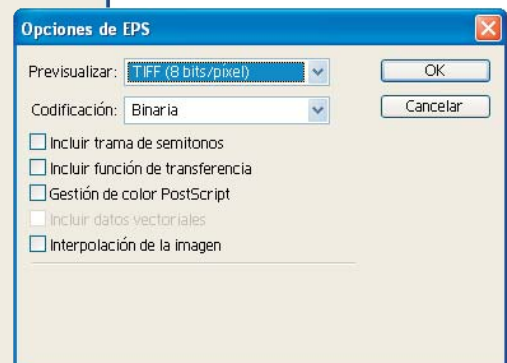 Opciones de EPS
Previsualizar: TIFF (8 bits/pixel)
OK
Codificación: Binaria
Cancelar
Incluir trama de semitonos
Incluir función de transferencia
Gestión de color PostScript
Incluir datos vectoriales
Interpolación de la imagen